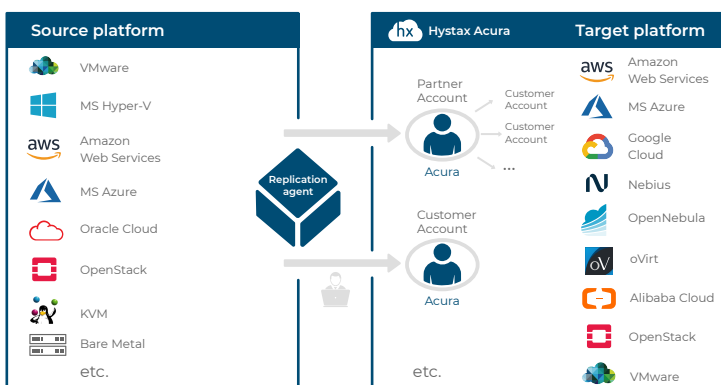 Source platform
VMware
MS Hyper-V
aws
Amazon
Web Services
MS Azure
Oracle Cloud
OpenStack
KVM
Bare Metal
etc.
Replication
agent
hx
Hystax Acura
Partner
Account
Acura
Customer
Account
Customer
Account
...
Customer
Account
Acura
etc.
Target platform
aws
Amazon
Web Services
MS Azure
Google
Cloud
Nebius
OpenNebula
oV
oVirt
Alibaba Cloud
OpenStack
VMware